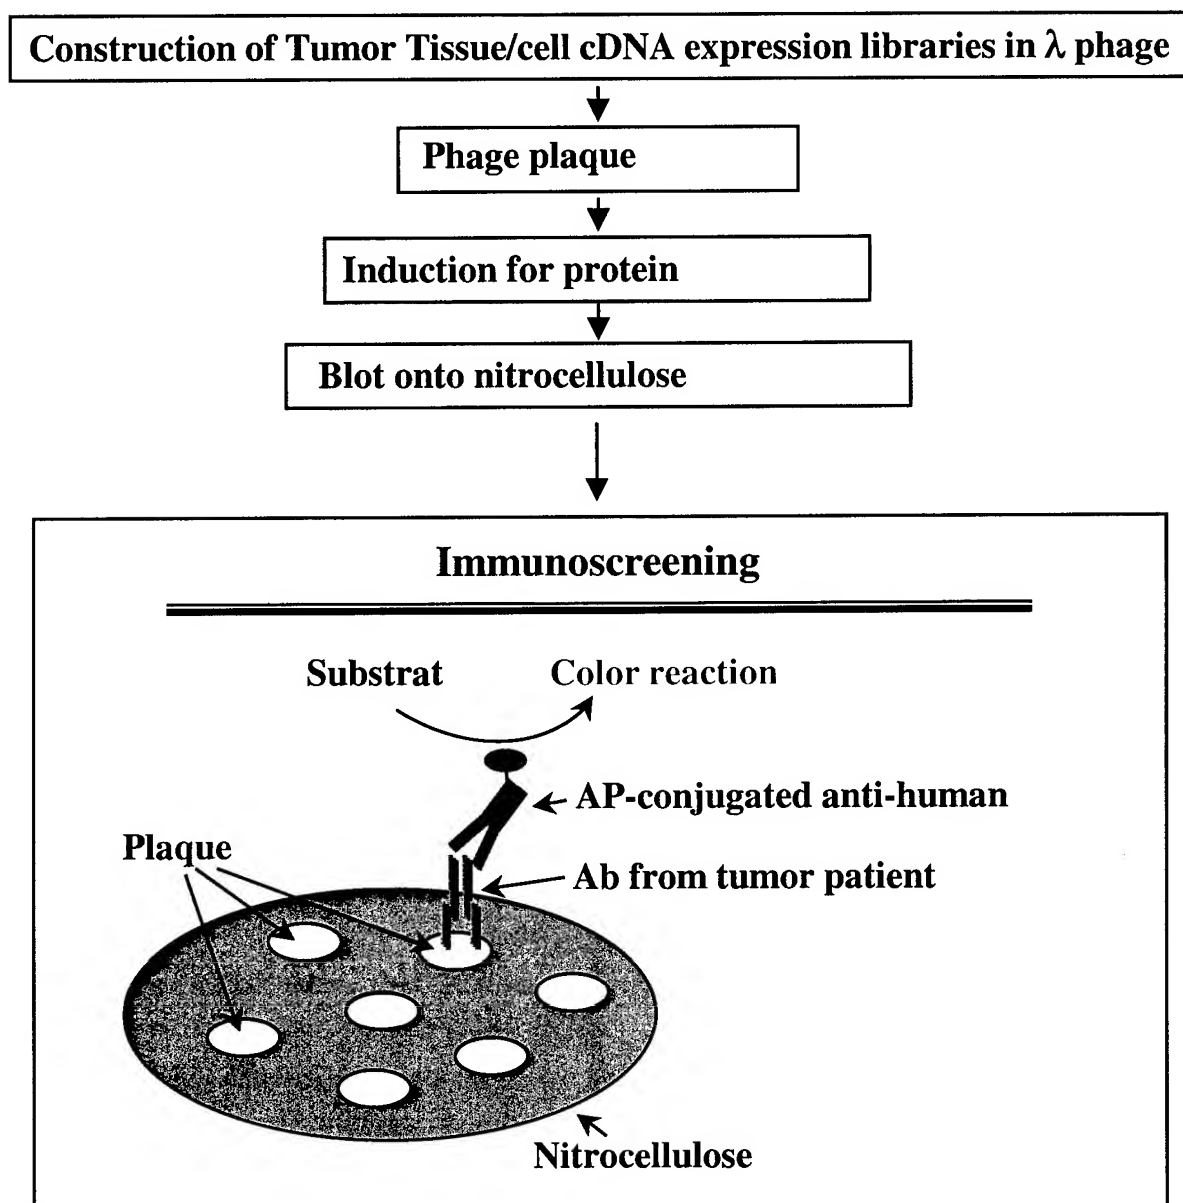 Construction of Tumor Tissue/cell cDNA expression libraries in λ phage
Phage plaque
Induction for protein
Blot onto nitrocellulose
Immunoscreening
Substrat
Color reaction
AP-conjugated anti-human
Plaque
Ab from tumor patient
Nitrocellulose